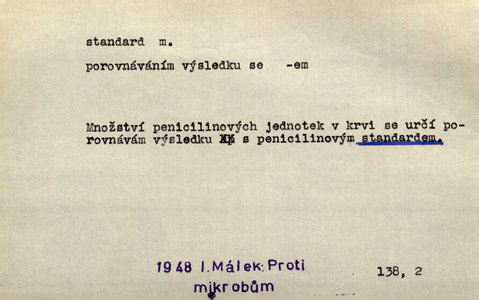 standard m.
porovnáváním výsledku se -em
Množství penicilinových jednotek v krvi se určí po-
rovnávám výsledku XX s penicilinovým standardem.
1948 I. Málek: Proti
mikrobům
138, 2